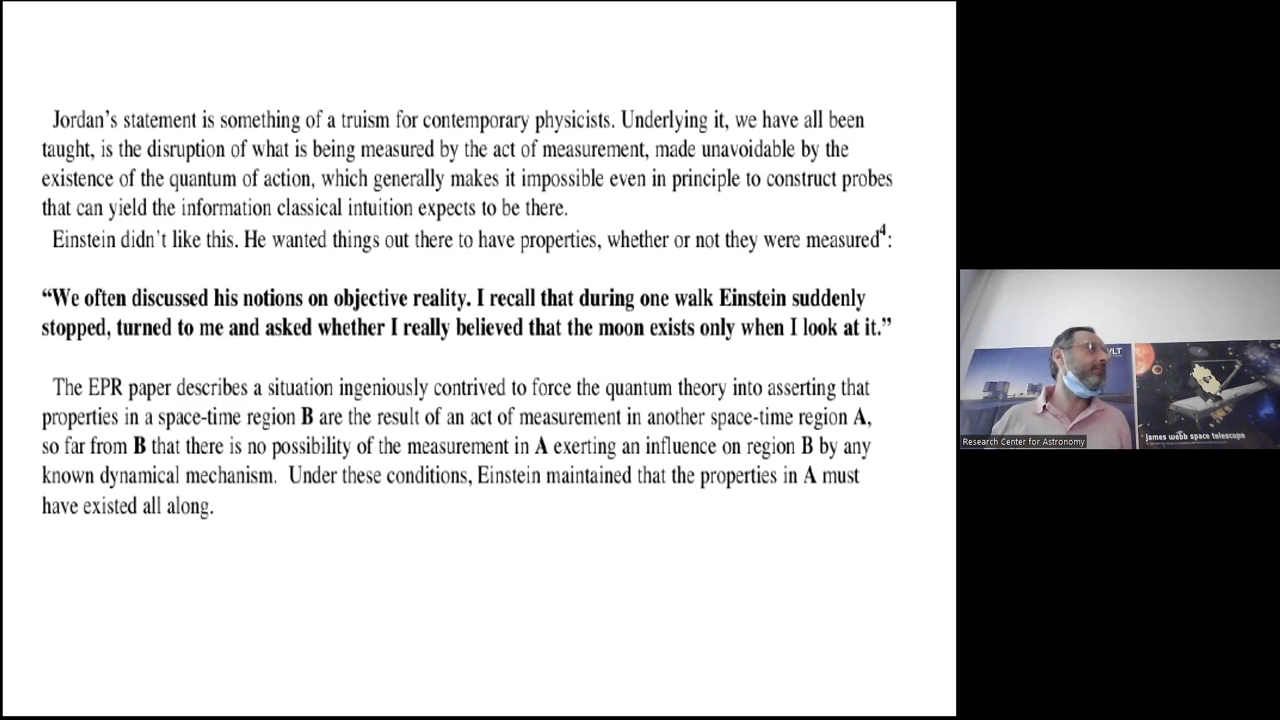 Jordan's statement is something of a truism for contemporary physicists. Underlying it, we have all been
taught, is the disruption of what is being measured by the act of measurement, made unavoidable by the
existence of the quantum of action, which generally makes it impossible even in principle to construct probes
that can yield the information classical intuition expects to be there.
Einstein didn't like this. He wanted things out there to have properties, whether or not they were measured4:
“We often discussed his notions on objective reality. I recall that during one walk Einstein suddenly
stopped, turned to me and asked whether I really believed that the moon exists only when I look at it.”
The EPR paper describes a situation ingeniously contrived to force the quantum theory into asserting that
properties in a space-time region B are the result of an act of measurement in another space-time region A,
so far from B that there is no possibility of the measurement in A exerting an influence on region B by any
known dynamical mechanism. Under these conditions, Einstein maintained that the properties in A must
have existed all along.
VLT
james webb space telescope
Research Center for Astronomy